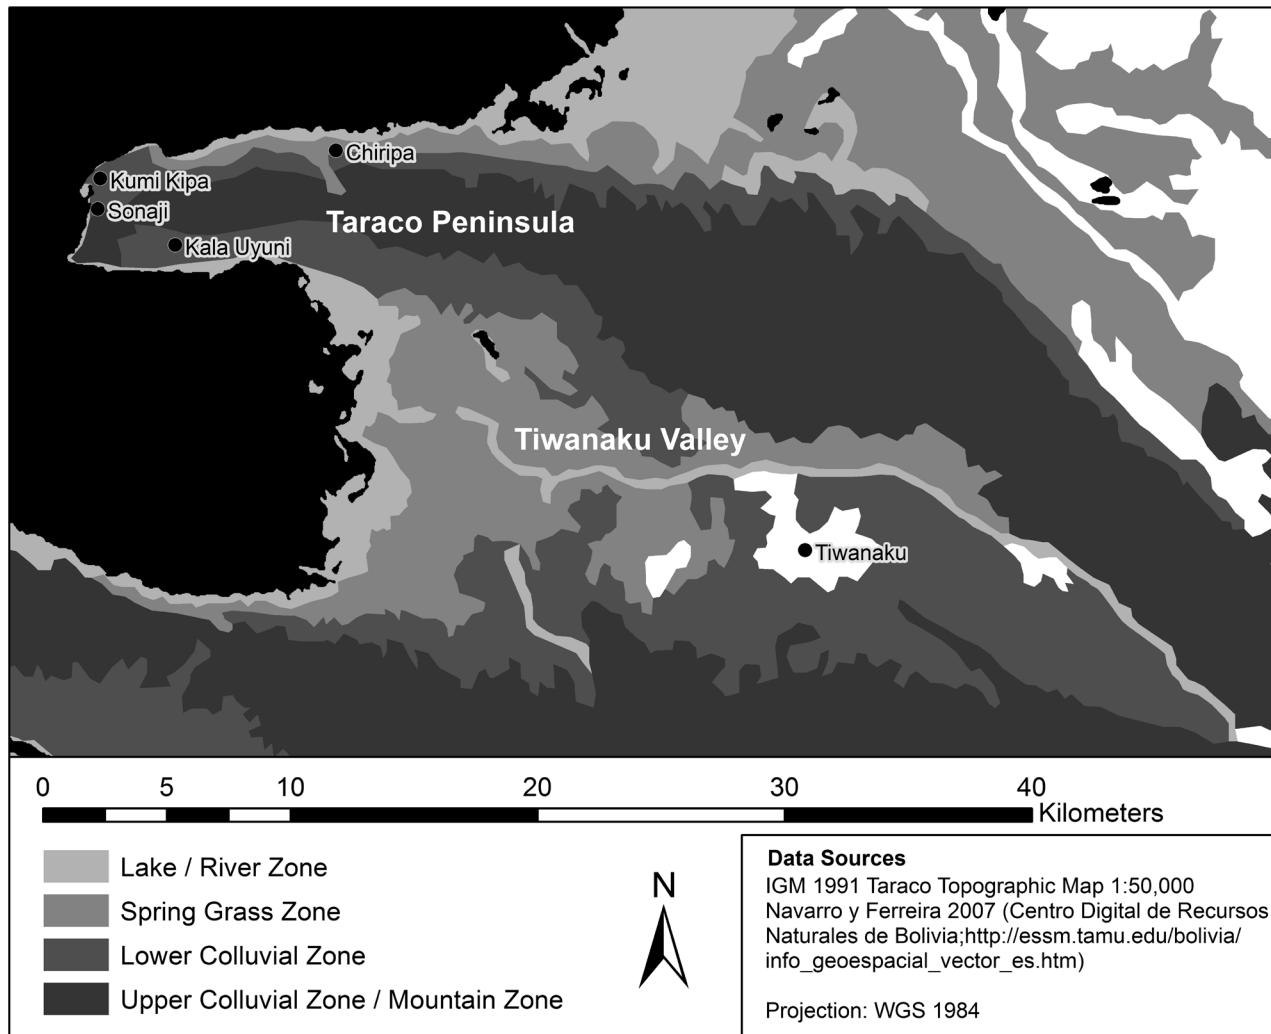 Chiripa
Kumi Kipa
Sonaji
Taraco Peninsula
Kala Uyuni
Tiwanaku Valley
Tiwanaku
0 5 10 20 30 40
Kilometers
Lake / River Zone
Spring Grass Zone
Lower Colluvial Zone
Upper Colluvial Zone / Mountain Zone
N
Data Sources
IGM 1991 Taraco Topographic Map 1:50,000
Navarro y Ferreira 2007 (Centro Digital de Recursos
Naturales de Bolivia;http://essm.tamu.edu/bolivia/
info_geoespacial_vector_es.htm)
Projection: WGS 1984